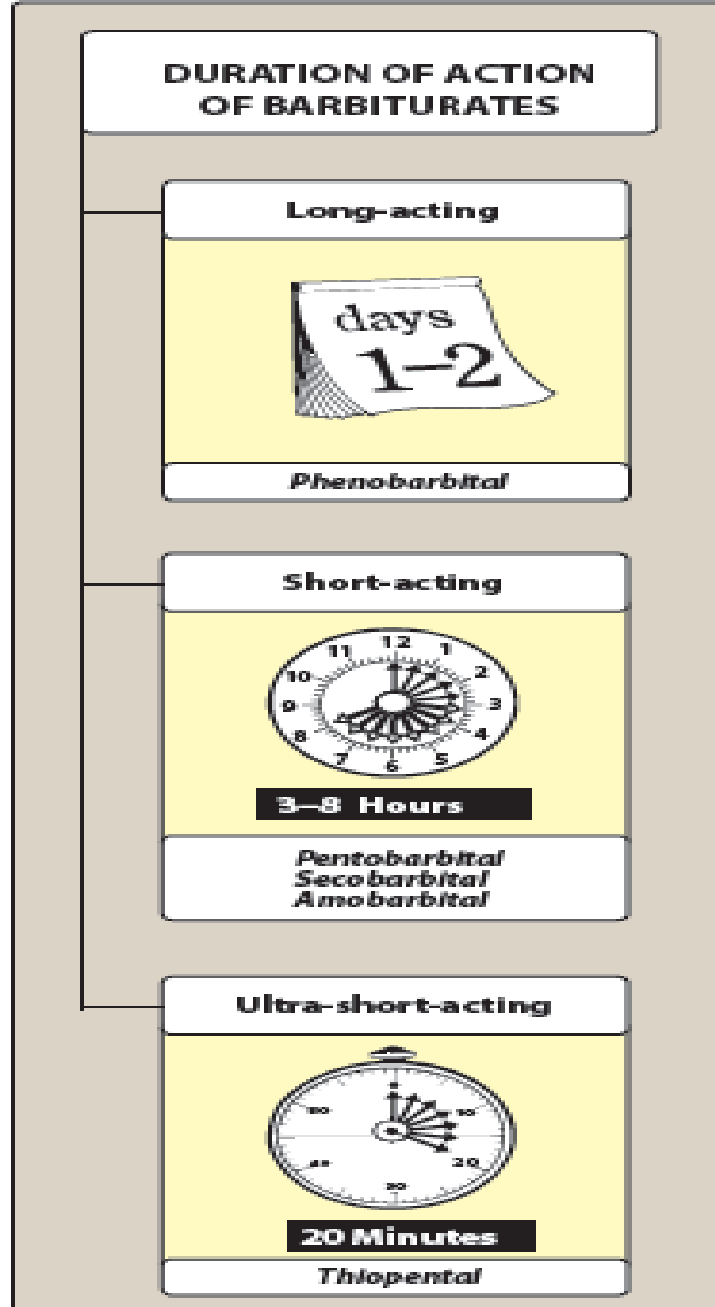 DURATION OF ACTION
OF BARBITURATES
Long-acting
days
1–2
Phenobarbital
Short-acting
12
11
1
10
2
9
3
8
4
7
5
6
3–8 Hours
Pentobarbital
Secobarbital
Amobarbital
Ultra-short-acting
10
20
20 Minutes
Thiopental